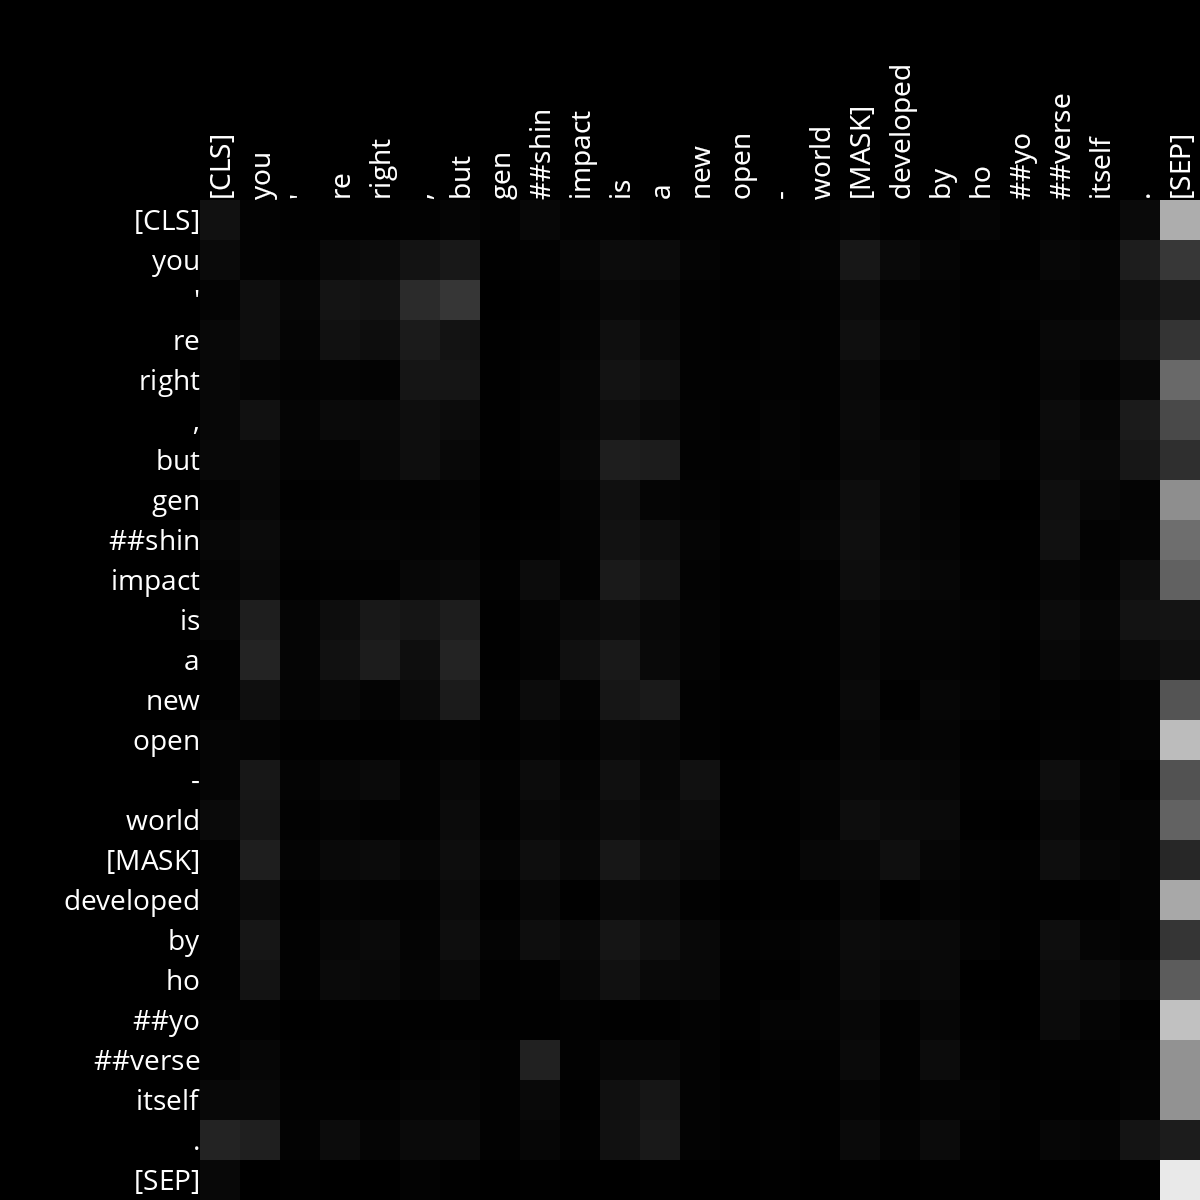 [CLS] you ' re right , but gen ##shin impact is a new open - world [MASK] developed by ho ##yo ##verse itself . [SEP]
[CLS]
you
'
re
right
,
but
gen
##shin
impact
is
a
new
open
-
world
[MASK]
developed
by
ho
##yo
##verse
itself
.
[SEP]